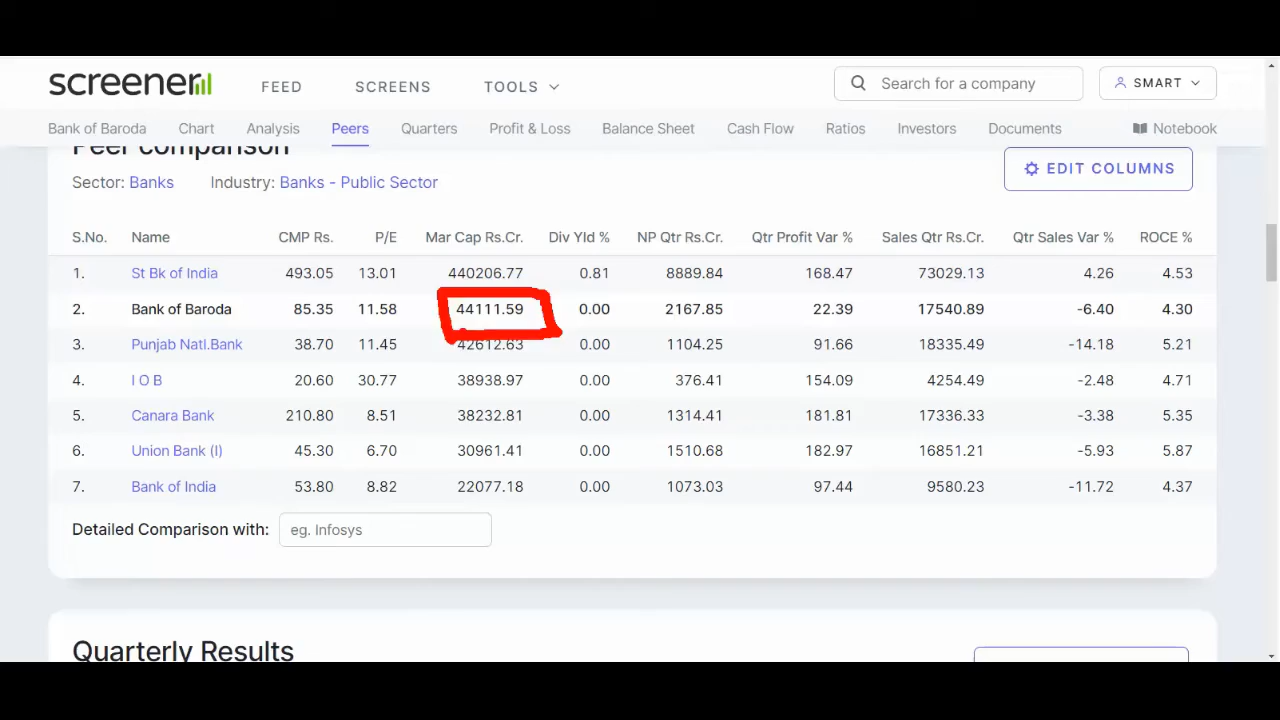 screener FEED SCREENS TOOLS Search for a company SMART
Bank of Baroda Chart Analysis Peers Quarters Profit & Loss Balance Sheet Cash Flow Ratios Investors Documents Notebook
Peer comparison
Sector: Banks Industry: Banks - Public Sector EDIT COLUMNS
S.No. Name CMP Rs. P/E Mar Cap Rs.Cr. Div Yld % NP Qtr Rs.Cr. Qtr Profit Var % Sales Qtr Rs.Cr. Qtr Sales Var % ROCE %
1. St Bk of India 493.05 13.01 440206.77 0.81 8889.84 168.47 73029.13 4.26 4.53
2. Bank of Baroda 85.35 11.58 44111.59 0.00 2167.85 22.39 17540.89 -6.40 4.30
3. Punjab Natl.Bank 38.70 11.45 42612.63 0.00 1104.25 91.66 18335.49 -14.18 5.21
4. I O B 20.60 30.77 38938.97 0.00 376.41 154.09 4254.49 -2.48 4.71
5. Canara Bank 210.80 8.51 38232.81 0.00 1314.41 181.81 17336.33 -3.38 5.35
6. Union Bank (I) 45.30 6.70 30961.41 0.00 1510.68 182.97 16851.21 -5.93 5.87
7. Bank of India 53.80 8.82 22077.18 0.00 1073.03 97.44 9580.23 -11.72 4.37
Detailed Comparison with: eg. Infosys
Quarterly Results